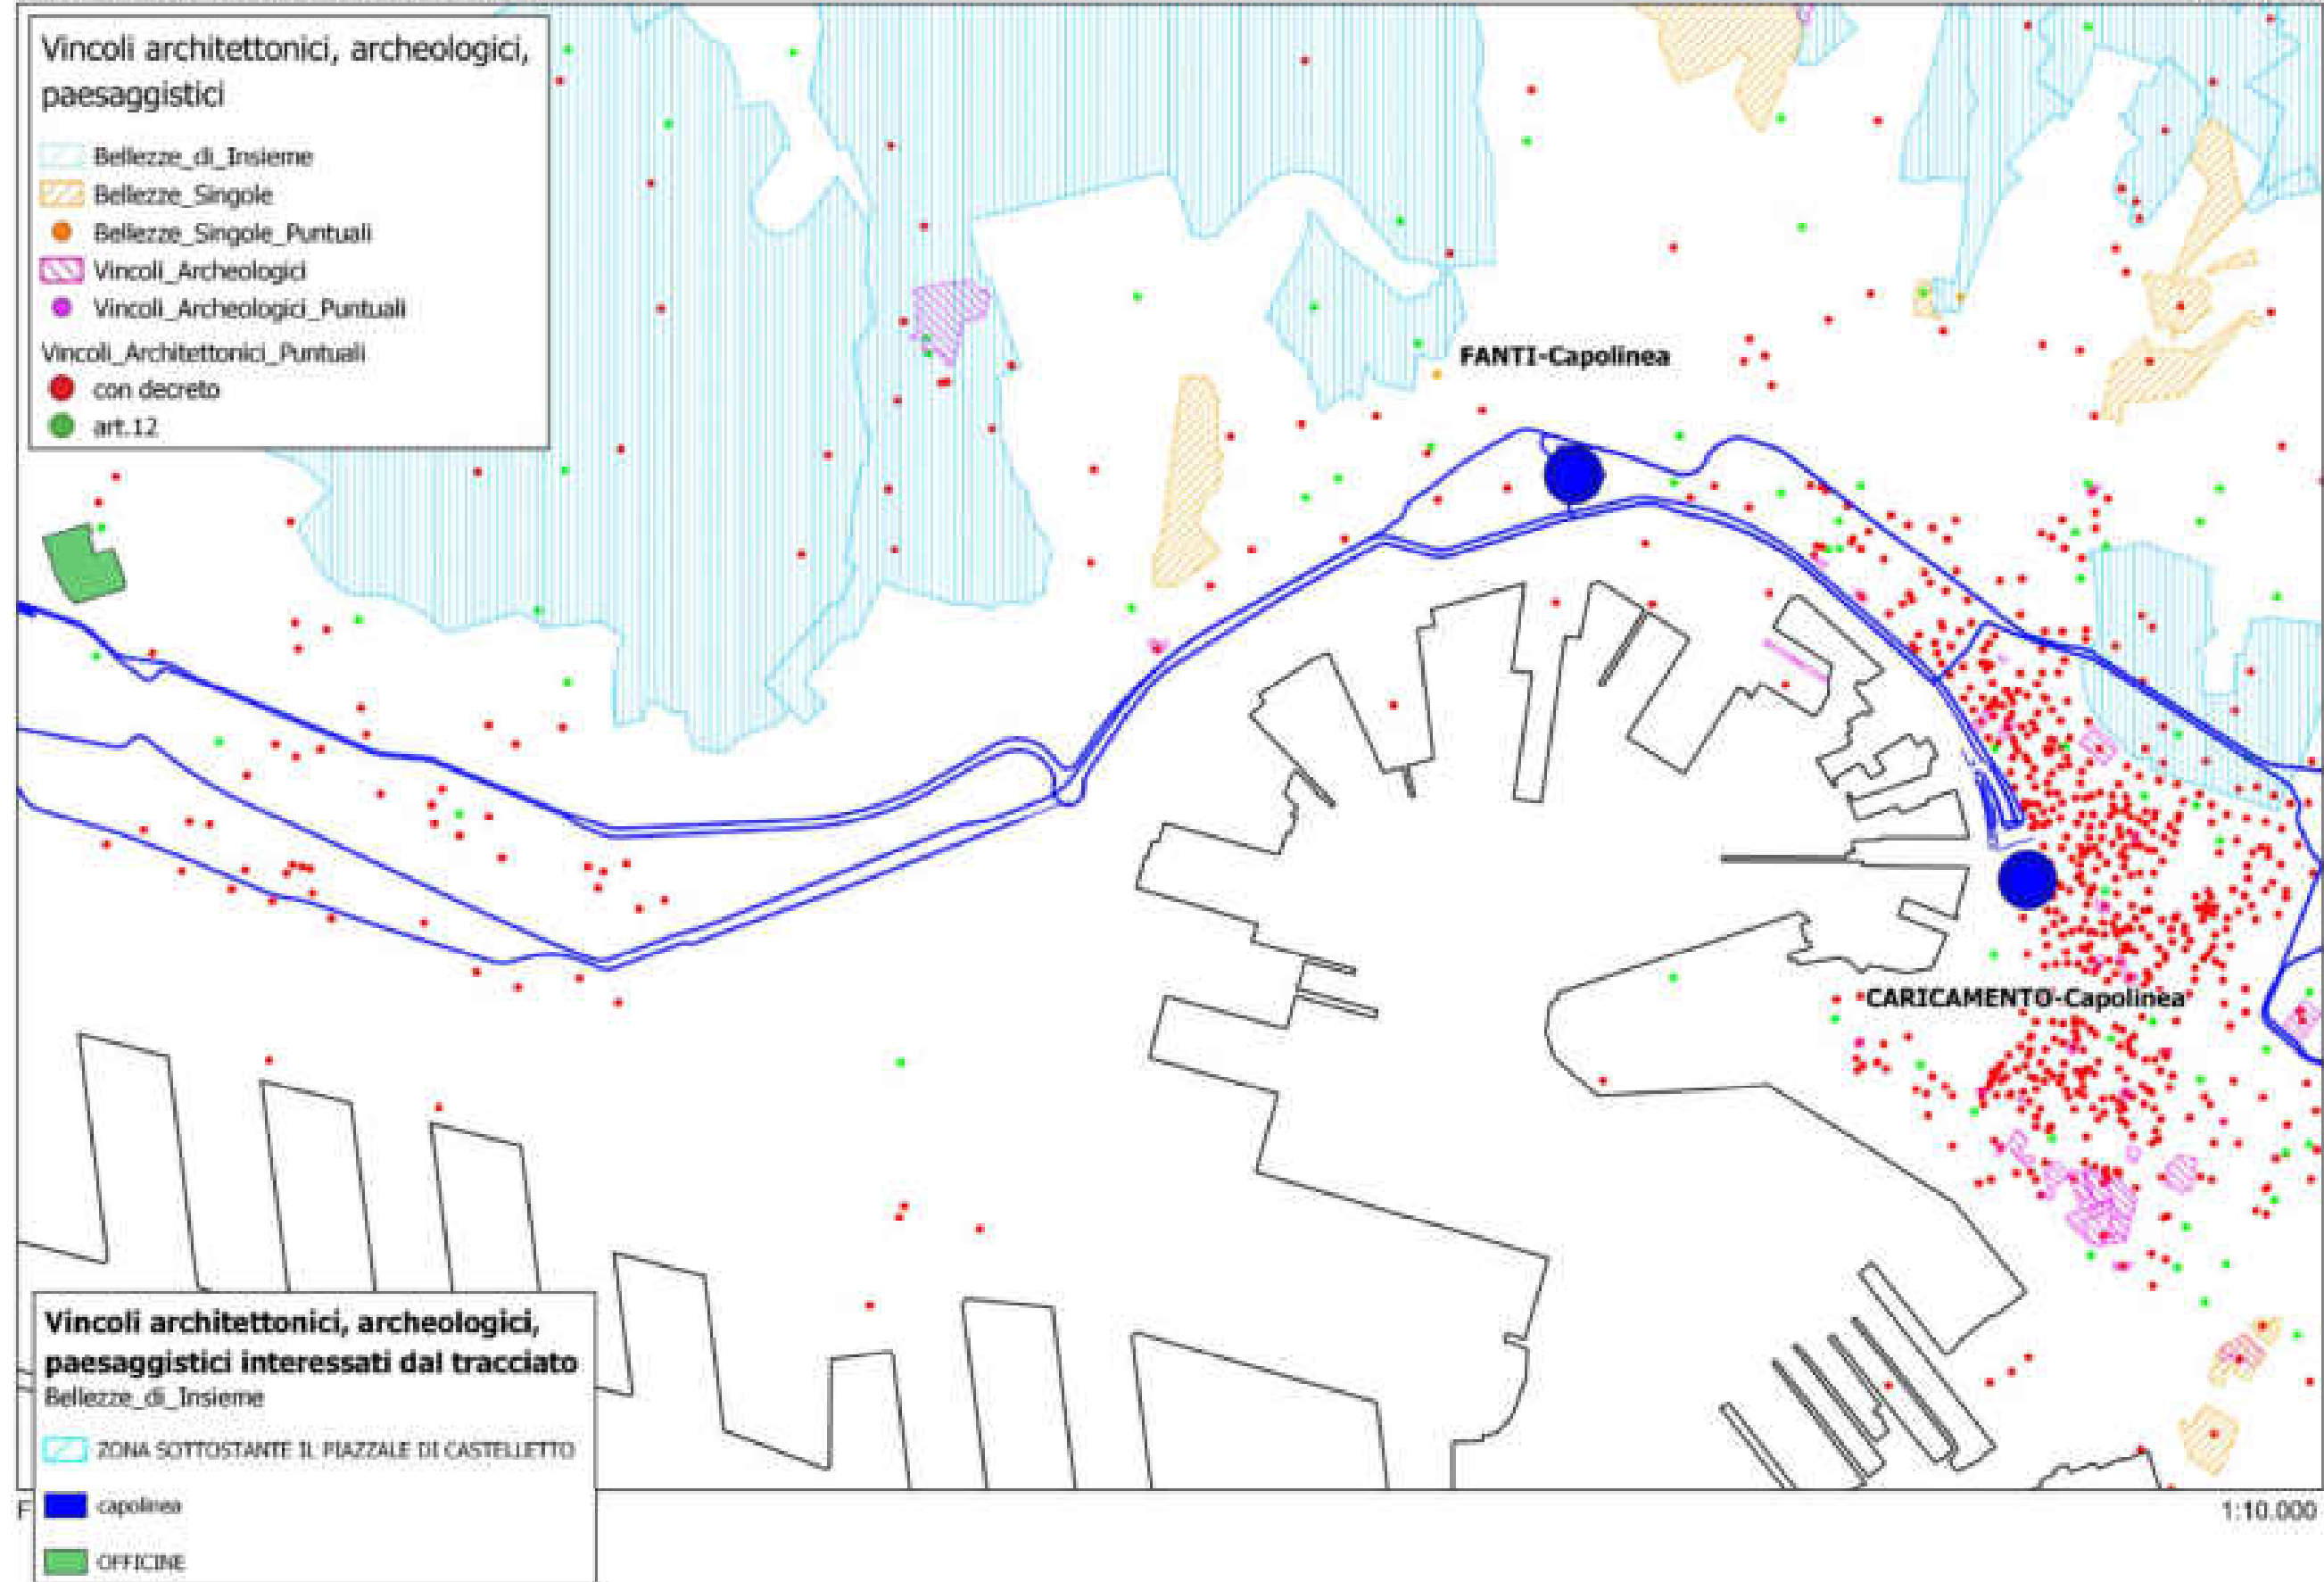 Vincoli architettonici, archeologici,
paesaggistici
Bellezze_di_Insieme
Bellezze_Singole
Bellezze_Singole_Puntuali
Vincoli_Archeologici
Vincoli_Archeologici_Puntuali
Vincoli_Architettonici_Puntuali
con decreto
art.12
FANTI-Capolinea
CARICAMENTO-Capolinea
Vincoli architettonici, archeologici,
paesaggistici interessati dal tracciato
Bellezze_di_Insieme
ZONA SOTTOSTANTE IL PIAZZALE DI CASTELLETTO
capolinea
OFFICINE
F
1:10.000